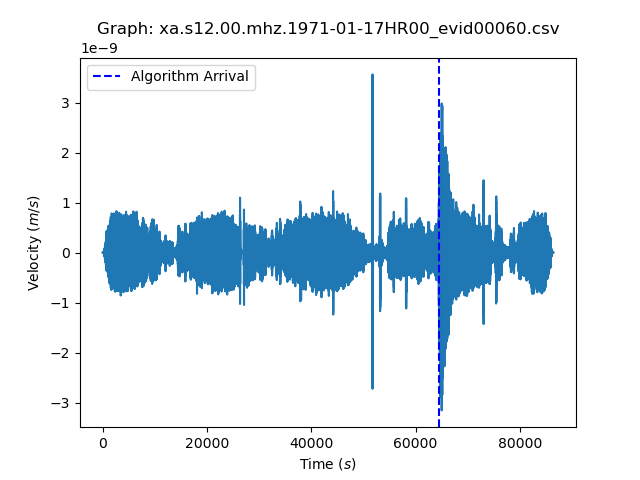 Graph: xa.s12.00.mhz.1971-01-17HR00_evid00060.csv
1e−9
Algorithm Arrival
3
2
1
0
−1
−2
−3
Velocity (m/s)
0 20000 40000 60000 80000
Time (s)